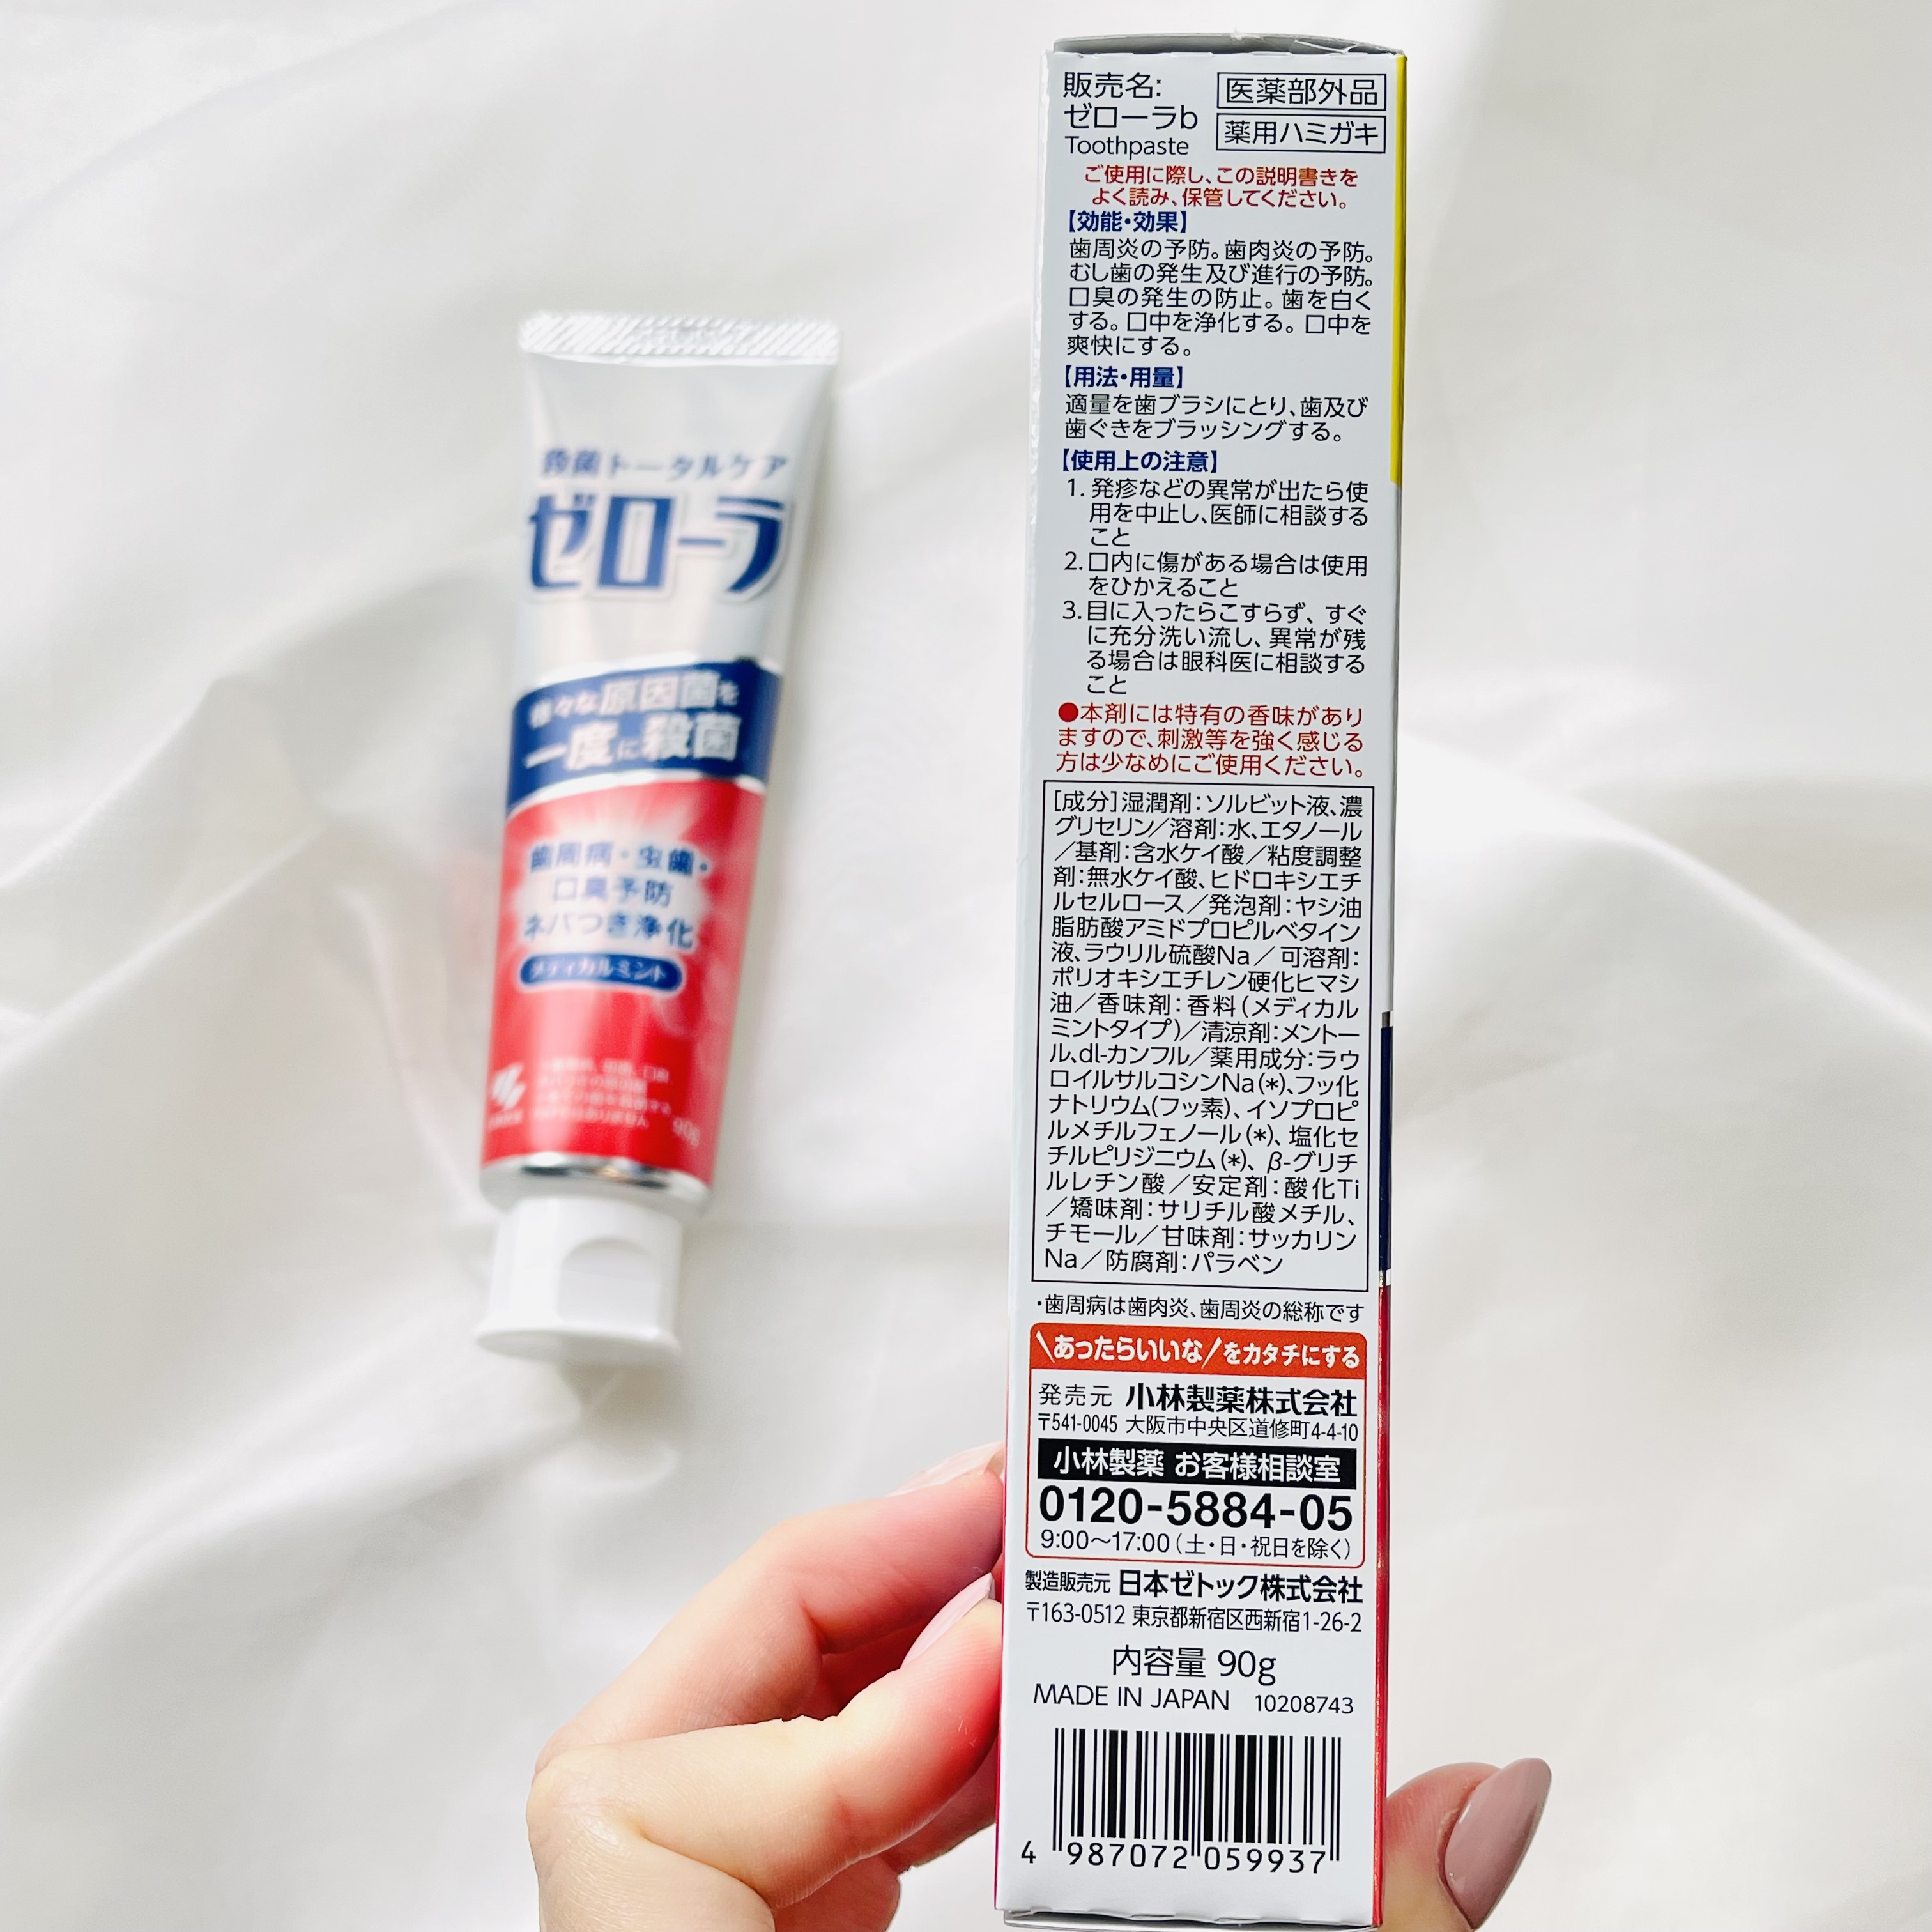 殺菌トータルケア
ゼローラ
様々な原因菌を
一度に殺菌
歯周病・虫歯・
口臭予防
ネバつき浄化
メディカルミント
90g
販売名:
ゼローラb
Toothpaste
医薬部外品
薬用ハミガキ
ご使用に際し、この説明書きを
よく読み、保管してください。
【効能・効果】
歯周炎の予防。歯肉炎の予防。
むし歯の発生及び進行の予防。
口臭の発生の防止。歯を白く
する。口中を浄化する。口中を
爽快にする。
【用法・用量】
適量を歯ブラシにとり、歯及び
歯ぐきをブラッシングする。
【使用上の注意】
1. 発疹などの異常が出たら使
用を中止し、医師に相談する
こと
2. 口内に傷がある場合は使用
をひかえること
3. 目に入ったらこすらず、すぐ
に充分洗い流し、異常が残
る場合は眼科医に相談する
こと
●本剤には特有の香味があり
ますので、刺激等を強く感じる
方は少なめにご使用ください。
[成分]湿潤剤:ソルビット液、濃
グリセリン/溶剤:水、エタノール
/基剤:含水ケイ酸/粘度調整
剤:無水ケイ酸、ヒドロキシエチ
ルセルロース/発泡剤:ヤシ油
脂肪酸アミドプロピルベタイン
液、ラウリル硫酸Na/可溶剤:
ポリオキシエチレン硬化ヒマシ
油/香味剤:香料(メディカル
ミントタイプ)/清涼剤:メントー
ル、dl-カンフル/薬用成分:ラウ
ロイルサルコシンNa(*)、フッ化
ナトリウム(フッ素)、イソプロピ
ルメチルフェノール(*)、塩化セ
チルピリジニウム(*)、β-グリチ
ルレチン酸/安定剤:酸化Ti
/矯味剤:サリチル酸メチル、
チモール/甘味剤:サッカリン
Na/防腐剤:パラベン
・歯周病は歯肉炎、歯周炎の総称です
\あったらいいな/をカタチにする
発売元 小林製薬株式会社
〒541-0045 大阪市中央区道修町4-4-10
小林製薬 お客様相談室
0120-5884-05
9:00～17:00(土・日・祝日を除く)
製造販売元 日本ゼトック株式会社
〒163-0512 東京都新宿区西新宿1-26-2
内容量 90g
MADE IN JAPAN 10208743
4 987072 059937